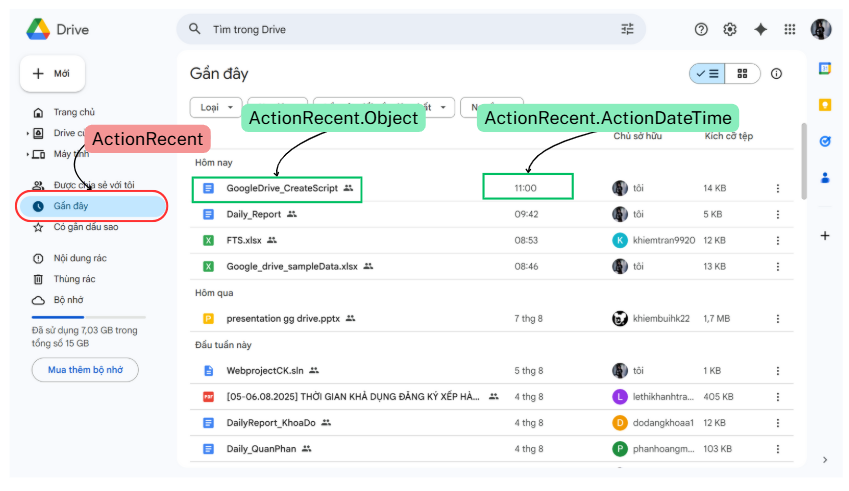 Drive
Tìm trong Drive
Mới
Gần đây
Trang chủ
Loại
ActionRecent.Object
ActionRecent.ActionDateTime
ActionRecent
Máy tính
Chủ sở hữu
Kích cỡ tệp
Được chia sẻ với tôi
Gần đây
Có gắn dấu sao
Nội dung rác
Thùng rác
Bộ nhớ
Đã sử dụng 7,03 GB trong
tổng số 15 GB
Mua thêm bộ nhớ
Hôm nay
GoogleDrive_CreateScript 11:00 tôi 14 KB
Daily_Report 09:42 tôi 5 KB
FTS.xlsx 08:53 K khiemtran9920 12 KB
Google_drive_sampleData.xlsx 08:46 tôi 13 KB
Hôm qua
presentation gg drive.pptx 7 thg 8 khiembuihk22 1,7 MB
Đầu tuần này
WebprojectCK.sln 5 thg 8 tôi 1 KB
PDF [05-06.08.2025] THỜI GIAN KHẢ DỤNG ĐĂNG KÝ XẾP HÀ... 4 thg 8 L lethikhanhtra... 405 KB
DailyReport_KhoaDo 4 thg 8 D dodangkhoaa1 12 KB
Daily_QuanPhan 4 thg 8 P phanhoangm... 103 KB